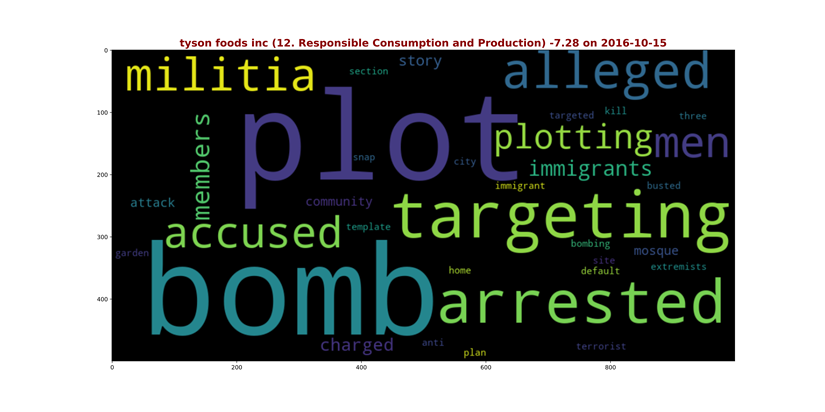 tyson foods inc (12. Responsible Consumption and Production) -7.28 on 2016-10-15
0
100
200
300
400
0
200
400
600
800
militia
section
story
alleged
plot
targeted
kill
three
plotting
men
members
snap
city
immigrants
immigrant
busted
attack
community
targeting
accused
template
garden
bombing
mosque
site
extremists
home
default
bomb
arrested
charged
anti
plan
terrorist